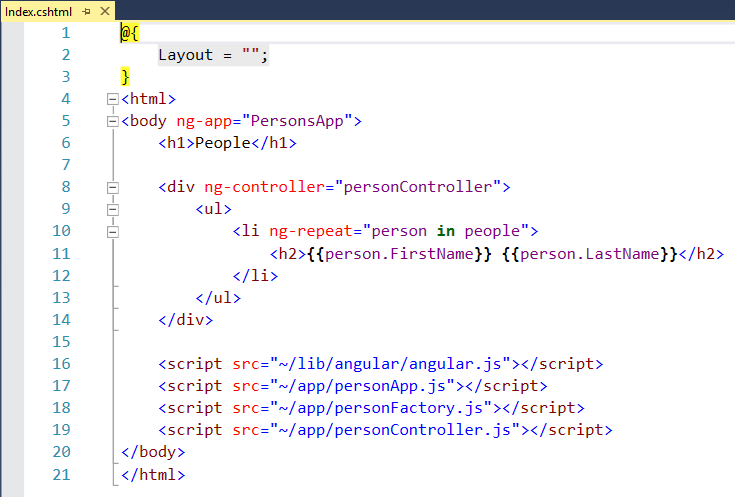 Index.cshtml
1 @{
2     Layout = "";
3 }
4 <html>
5 <body ng-app="PersonsApp">
6     <h1>People</h1>
7
8     <div ng-controller="personController">
9         <ul>
10             <li ng-repeat="person in people">
11                 <h2>{{person.FirstName}} {{person.LastName}}</h2>
12             </li>
13         </ul>
14     </div>
15
16     <script src="~/lib/angular/angular.js"></script>
17     <script src="~/app/personApp.js"></script>
18     <script src="~/app/personFactory.js"></script>
19     <script src="~/app/personController.js"></script>
20 </body>
21 </html>